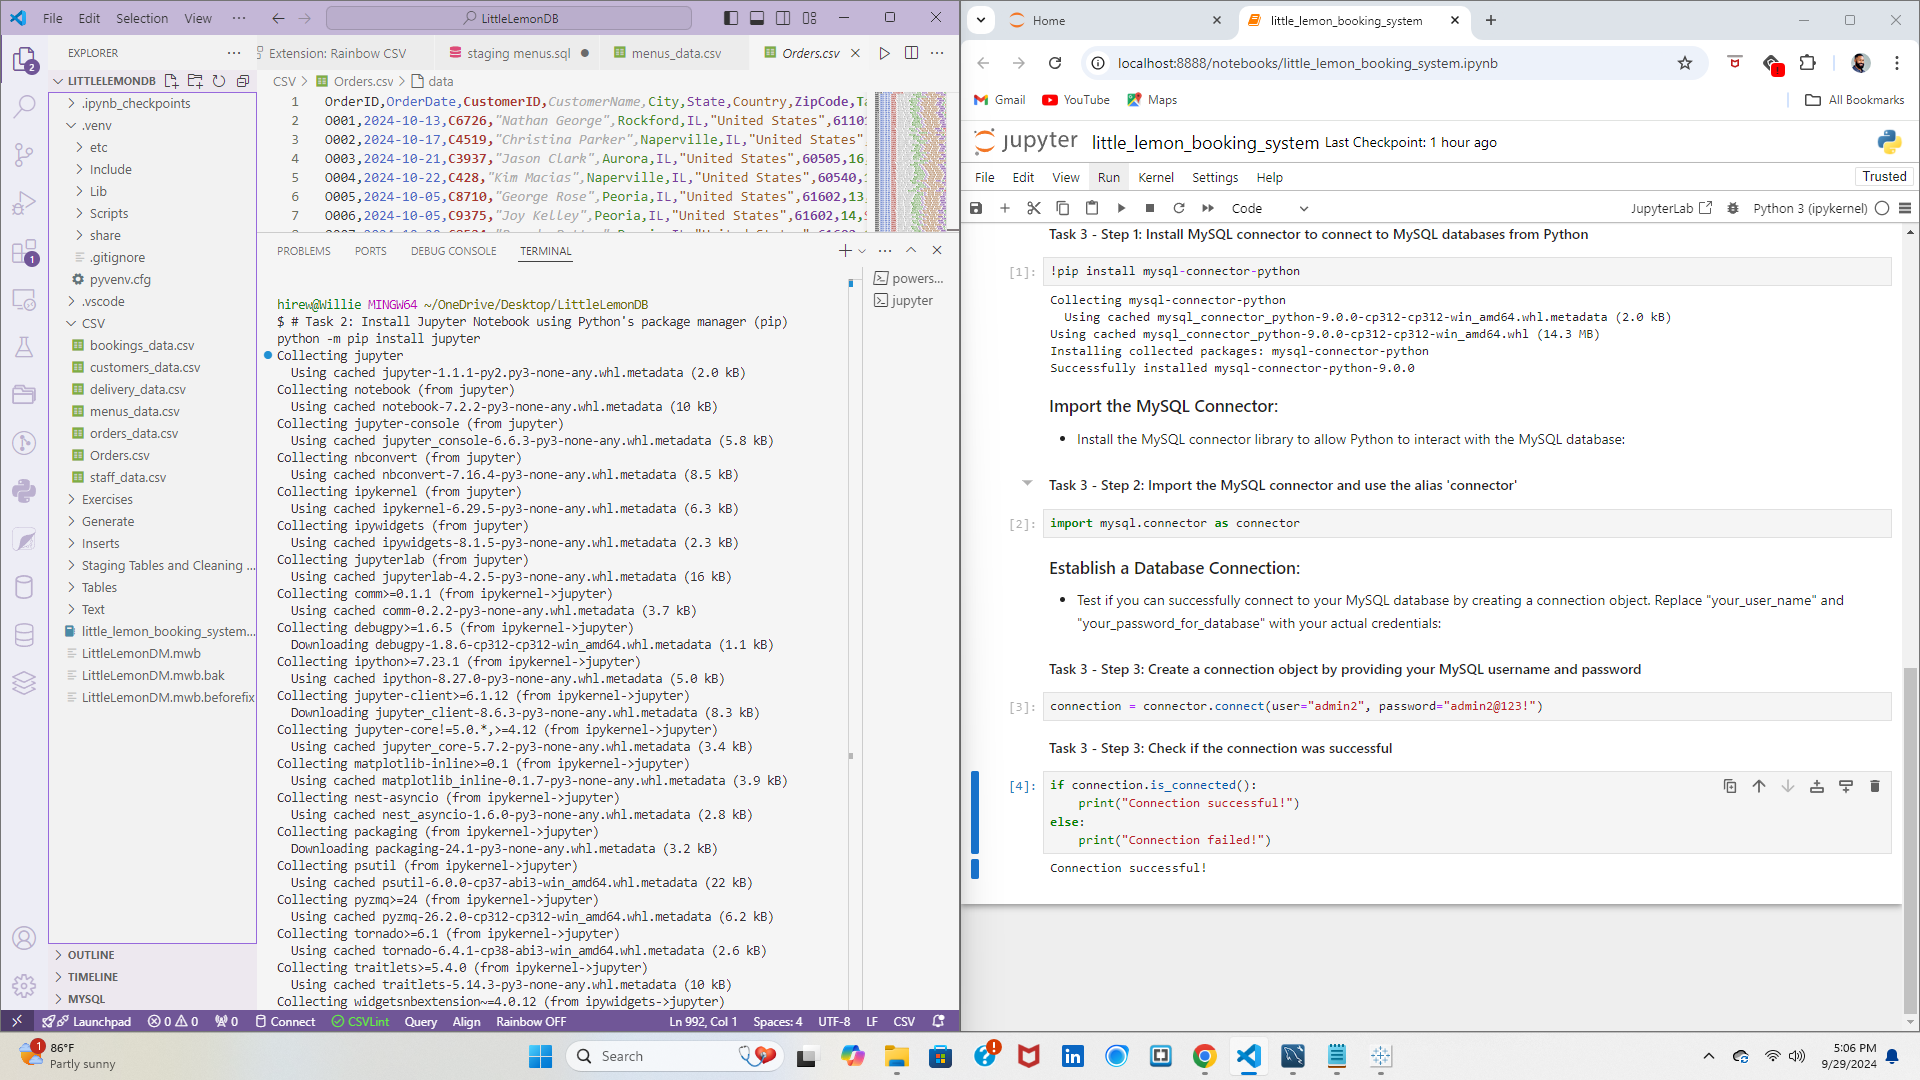 File Edit Selection View ··· LittleLemonDB
EXPLORER
LITTLELEMONDB
.ipynb_checkpoints
.venv
etc
Include
Lib
Scripts
share
.gitignore
pyvenv.cfg
.vscode
CSV
bookings_data.csv
customers_data.csv
delivery_data.csv
menus_data.csv
orders_data.csv
Orders.csv
staff_data.csv
Exercises
Generate
Inserts
Staging Tables and Cleaning ...
Tables
Text
little_lemon_booking_system...
LittleLemonDM.mwb
LittleLemonDM.mwb.bak
LittleLemonDM.mwb.beforefix
OUTLINE
TIMELINE
MYSQL
2
1
Extension: Rainbow CSV staging menus.sql menus_data.csv Orders.csv
CSV > Orders.csv > data
1 OrderID,OrderDate,CustomerID,CustomerName,City,State,Country,ZipCode,Ta
2 O001,2024-10-13,C6726,"Nathan George",Rockford,IL,"United States",6110
3 O002,2024-10-17,C4519,"Christina Parker",Naperville,IL,"United States"
4 O003,2024-10-21,C3937,"Jason Clark",Aurora,IL,"United States",60505,16,
5 O004,2024-10-22,C428,"Kim Macias",Naperville,IL,"United States",60540,
6 O005,2024-10-05,C8710,"George Rose",Peoria,IL,"United States",61602,13,
7 O006,2024-10-05,C9375,"Joy Kelley",Peoria,IL,"United States",61602,14,
PROBLEMS PORTS DEBUG CONSOLE TERMINAL
powers...
jupyter
hirew@Willie MINGW64 ~/OneDrive/Desktop/LittleLemonDB
$ # Task 2: Install Jupyter Notebook using Python's package manager (pip)
python -m pip install jupyter
Collecting jupyter
Using cached jupyter-1.1.1-py2.py3-none-any.whl.metadata (2.0 kB)
Collecting notebook (from jupyter)
Using cached notebook-7.2.2-py3-none-any.whl.metadata (10 kB)
Collecting jupyter-console (from jupyter)
Using cached jupyter_console-6.6.3-py3-none-any.whl.metadata (5.8 kB)
Collecting nbconvert (from jupyter)
Using cached nbconvert-7.16.4-py3-none-any.whl.metadata (8.5 kB)
Collecting ipykernel (from jupyter)
Using cached ipykernel-6.29.5-py3-none-any.whl.metadata (6.3 kB)
Collecting ipywidgets (from jupyter)
Using cached ipywidgets-8.1.5-py3-none-any.whl.metadata (2.3 kB)
Collecting jupyterlab (from jupyter)
Using cached jupyterlab-4.2.5-py3-none-any.whl.metadata (16 kB)
Collecting comm>=0.1.1 (from ipykernel->jupyter)
Using cached comm-0.2.2-py3-none-any.whl.metadata (3.7 kB)
Collecting debugpy>=1.6.5 (from ipykernel->jupyter)
Downloading debugpy-1.8.6-cp312-cp312-win_amd64.whl.metadata (1.1 kB)
Collecting ipython>=7.23.1 (from ipykernel->jupyter)
Using cached ipython-8.27.0-py3-none-any.whl.metadata (5.0 kB)
Collecting jupyter-client>=6.1.12 (from ipykernel->jupyter)
Downloading jupyter_client-8.6.3-py3-none-any.whl.metadata (8.3 kB)
Collecting jupyter-core!=5.0.*,>=4.12 (from ipykernel->jupyter)
Using cached jupyter_core-5.7.2-py3-none-any.whl.metadata (3.4 kB)
Collecting matplotlib-inline>=0.1 (from ipykernel->jupyter)
Using cached matplotlib_inline-0.1.7-py3-none-any.whl.metadata (3.9 kB)
Collecting nest-asyncio (from ipykernel->jupyter)
Using cached nest_asyncio-1.6.0-py3-none-any.whl.metadata (2.8 kB)
Collecting packaging (from ipykernel->jupyter)
Downloading packaging-24.1-py3-none-any.whl.metadata (3.2 kB)
Collecting psutil (from ipykernel->jupyter)
Using cached psutil-6.0.0-cp37-abi3-win_amd64.whl.metadata (22 kB)
Collecting pyzmq>=24 (from ipykernel->jupyter)
Using cached pyzmq-26.2.0-cp312-cp312-win_amd64.whl.metadata (6.2 kB)
Collecting tornado>=6.1 (from ipykernel->jupyter)
Using cached tornado-6.4.1-cp38-abi3-win_amd64.whl.metadata (2.6 kB)
Collecting traitlets>=5.4.0 (from ipykernel->jupyter)
Using cached traitlets-5.14.3-py3-none-any.whl.metadata (10 kB)
Collecting widgetsnbextension~=4.0.12 (from ipywidgets->jupyter)
Launchpad 0 0 0 Connect CSVLint Query Align Rainbow OFF Ln 992, Col 1 Spaces: 4 UTF-8 LF CSV
Home little_lemon_booking_system
localhost:8888/notebooks/little_lemon_booking_system.ipynb
Gmail YouTube Maps All Bookmarks
jupyter little_lemon_booking_system Last Checkpoint: 1 hour ago
File Edit View Run Kernel Settings Help Trusted
Code JupyterLab Python 3 (ipykernel)
Task 3 - Step 1: Install MySQL connector to connect to MySQL databases from Python
[1]: !pip install mysql-connector-python
Collecting mysql-connector-python
Using cached mysql_connector_python-9.0.0-cp312-cp312-win_amd64.whl.metadata (2.0 kB)
Using cached mysql_connector_python-9.0.0-cp312-cp312-win_amd64.whl (14.3 MB)
Installing collected packages: mysql-connector-python
Successfully installed mysql-connector-python-9.0.0
Import the MySQL Connector:
• Install the MySQL connector library to allow Python to interact with the MySQL database:
Task 3 - Step 2: Import the MySQL connector and use the alias 'connector'
[2]: import mysql.connector as connector
Establish a Database Connection:
• Test if you can successfully connect to your MySQL database by creating a connection object. Replace "your_user_name" and
"your_password_for_database" with your actual credentials:
Task 3 - Step 3: Create a connection object by providing your MySQL username and password
[3]: connection = connector.connect(user="admin2", password="admin2@123!")
Task 3 - Step 3: Check if the connection was successful
[4]: if connection.is_connected():
print("Connection successful!")
else:
print("Connection failed!")
Connection successful!
1 86°F
Partly sunny
Search
5:06 PM
9/29/2024